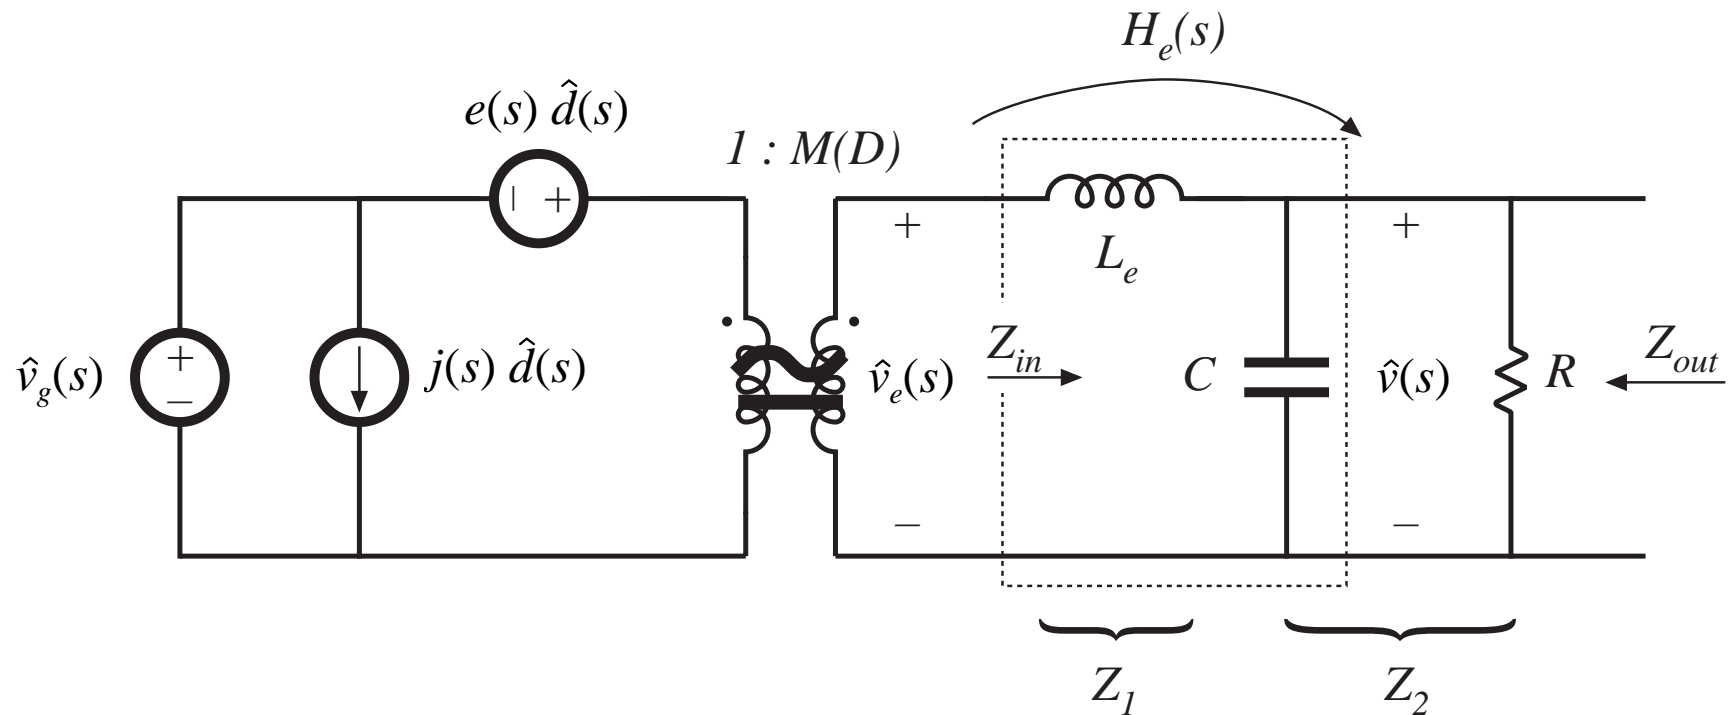 H_e(s)
e(s) d̂(s)
1 : M(D)
+
+
L_e
v̂_g(s)
+
–
j(s) d̂(s)
– +
v̂_e(s)
Z_in
C
v̂(s)
R
Z_out
–
–
Z_1
Z_2